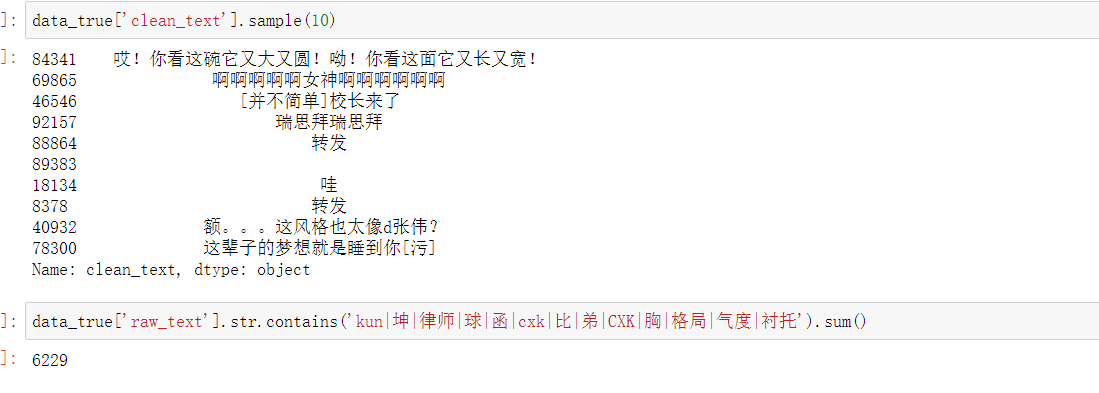 ]: data_true['clean_text'].sample(10)
]: 84341 哎！你看这碗它又大又圆！呦！你看这面它又长又宽！
69865 啊啊啊啊啊女神啊啊啊啊啊啊
46546 [并不简单]校长来了
92157 瑞思拜瑞思拜
88864 转发
89383
18134 哇
8378 转发
40932 额。。。这风格也太像d张伟？
78300 这辈子的梦想就是睡到你[污]
Name: clean_text, dtype: object
]: data_true['raw_text'].str.contains('kun|坤|律师|球|函|cxk|比|弟|CXK|胸|格局|气度|衬托').sum()
]: 6229